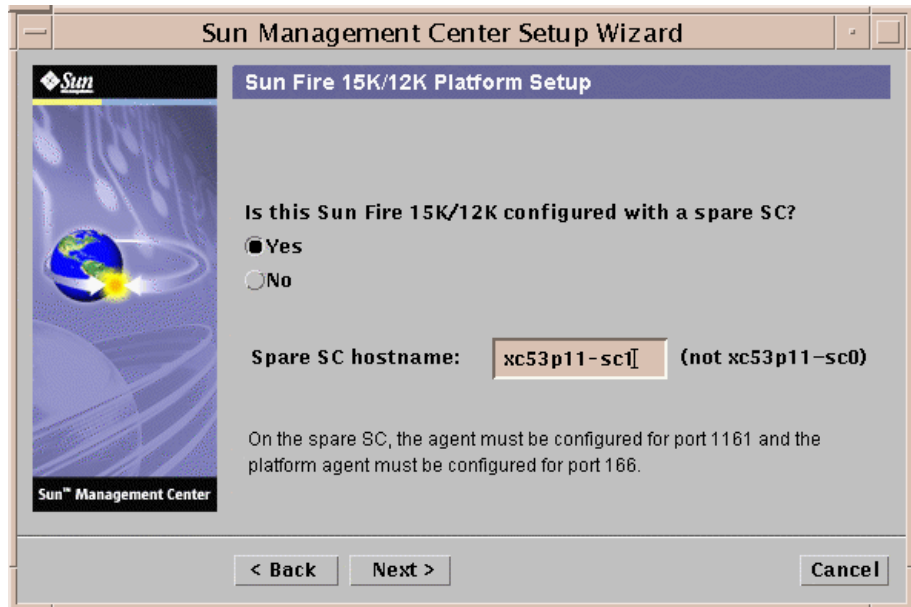 Sun Management Center Setup Wizard
Sun
Sun Fire 15K/12K Platform Setup
Is this Sun Fire 15K/12K configured with a spare SC?
Yes
No
Spare SC hostname: xc53p11-sc1 (not xc53p11-sc0)
On the spare SC, the agent must be configured for port 1161 and the
platform agent must be configured for port 166.
Sun™ Management Center
< Back Next > Cancel